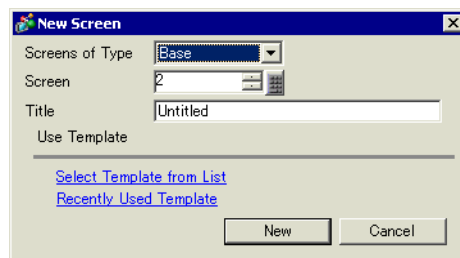 New Screen
Screens of Type Base
Screen 2
Title Untitled
Use Template
Select Template from List
Recently Used Template
New Cancel